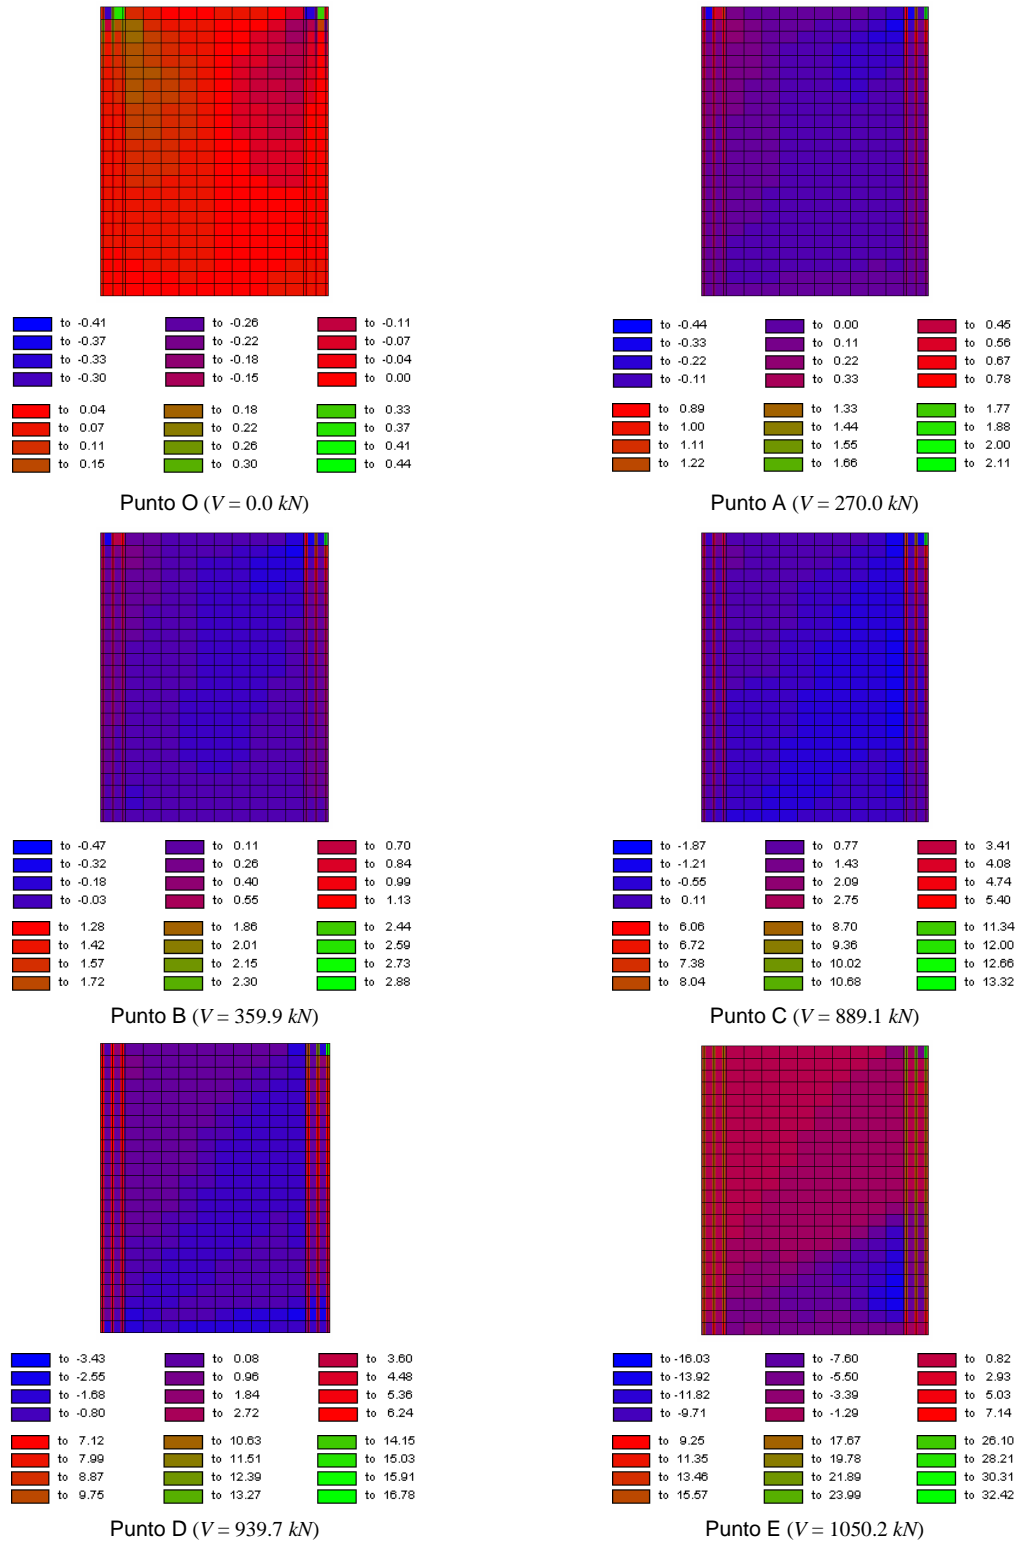 to -0.41 to -0.26 to -0.11
to -0.37 to -0.22 to -0.07
to -0.33 to -0.18 to -0.04
to -0.30 to -0.15 to 0.00
to 0.04 to 0.18 to 0.33
to 0.07 to 0.22 to 0.37
to 0.11 to 0.26 to 0.41
to 0.15 to 0.30 to 0.44
Punto O (V = 0.0 kN)
to -0.44 to 0.00 to 0.45
to -0.33 to 0.11 to 0.56
to -0.22 to 0.22 to 0.67
to -0.11 to 0.33 to 0.78
to 0.89 to 1.33 to 1.77
to 1.00 to 1.44 to 1.88
to 1.11 to 1.55 to 2.00
to 1.22 to 1.66 to 2.11
Punto A (V = 270.0 kN)
to -0.47 to 0.11 to 0.70
to -0.32 to 0.26 to 0.84
to -0.18 to 0.40 to 0.99
to -0.03 to 0.55 to 1.13
to 1.28 to 1.86 to 2.44
to 1.42 to 2.01 to 2.59
to 1.57 to 2.15 to 2.73
to 1.72 to 2.30 to 2.88
Punto B (V = 359.9 kN)
to -1.87 to 0.77 to 3.41
to -1.21 to 1.43 to 4.08
to -0.55 to 2.09 to 4.74
to 0.11 to 2.75 to 5.40
to 6.06 to 8.70 to 11.34
to 6.72 to 9.36 to 12.00
to 7.38 to 10.02 to 12.66
to 8.04 to 10.68 to 13.32
Punto C (V = 889.1 kN)
to -3.43 to 0.08 to 3.60
to -2.55 to 0.96 to 4.48
to -1.68 to 1.84 to 5.36
to -0.80 to 2.72 to 6.24
to 7.12 to 10.63 to 14.15
to 7.99 to 11.51 to 15.03
to 8.87 to 12.39 to 15.91
to 9.75 to 13.27 to 16.78
Punto D (V = 939.7 kN)
to -16.03 to -7.60 to 0.82
to -13.92 to -5.50 to 2.93
to -11.82 to -3.39 to 5.03
to -9.71 to -1.29 to 7.14
to 9.25 to 17.67 to 26.10
to 11.35 to 19.78 to 28.21
to 13.46 to 21.89 to 30.31
to 15.57 to 23.99 to 32.42
Punto E (V = 1050.2 kN)